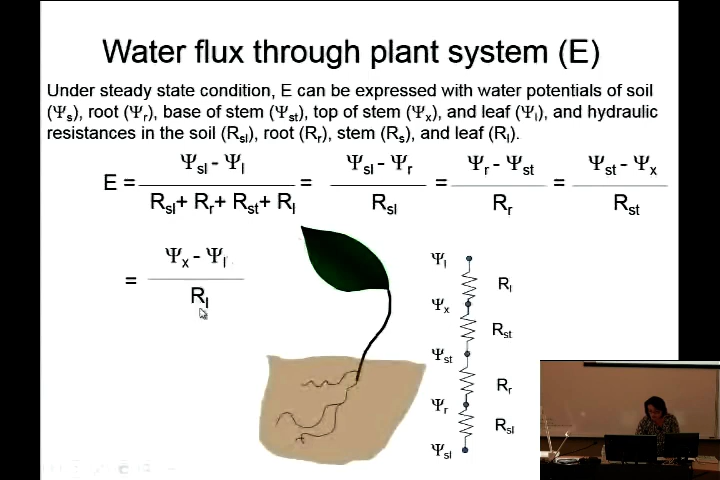 Water flux through plant system (E)
Under steady state condition, E can be expressed with water potentials of soil
(Ψs), root (Ψr), base of stem (Ψst), top of stem (Ψx), and leaf (Ψl), and hydraulic
resistances in the soil (Rsl), root (Rr), stem (Rs), and leaf (Rl).
E = Ψsl - Ψl / Rsl+ Rr+ Rst+ Rl = Ψsl - Ψr / Rsl = Ψr - Ψst / Rr = Ψst - Ψx / Rst
= Ψx - Ψl / Rl
Ψl
Rl
Ψx
Rst
Ψst
Rr
Ψr
Rsl
Ψsl